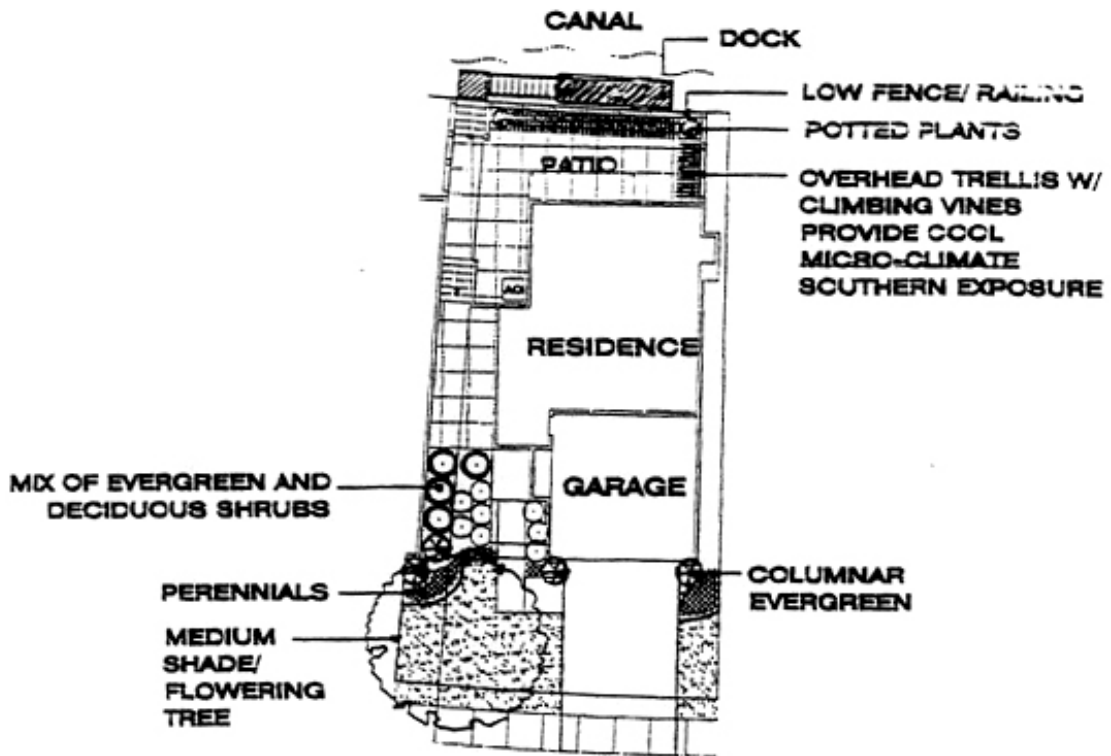 CANAL
DOCK
LOW FENCE/ RAILING
POTTED PLANTS
PATIO
OVERHEAD TRELLIS W/
CLIMBING VINES
PROVIDE COOL
MICRO-CLIMATE
SOUTHERN EXPOSURE
RESIDENCE
MIX OF EVERGREEN AND
DECIDUOUS SHRUBS
GARAGE
PERENNIALS
COLUMNAR
EVERGREEN
MEDIUM
SHADE/
FLOWERING
TREE